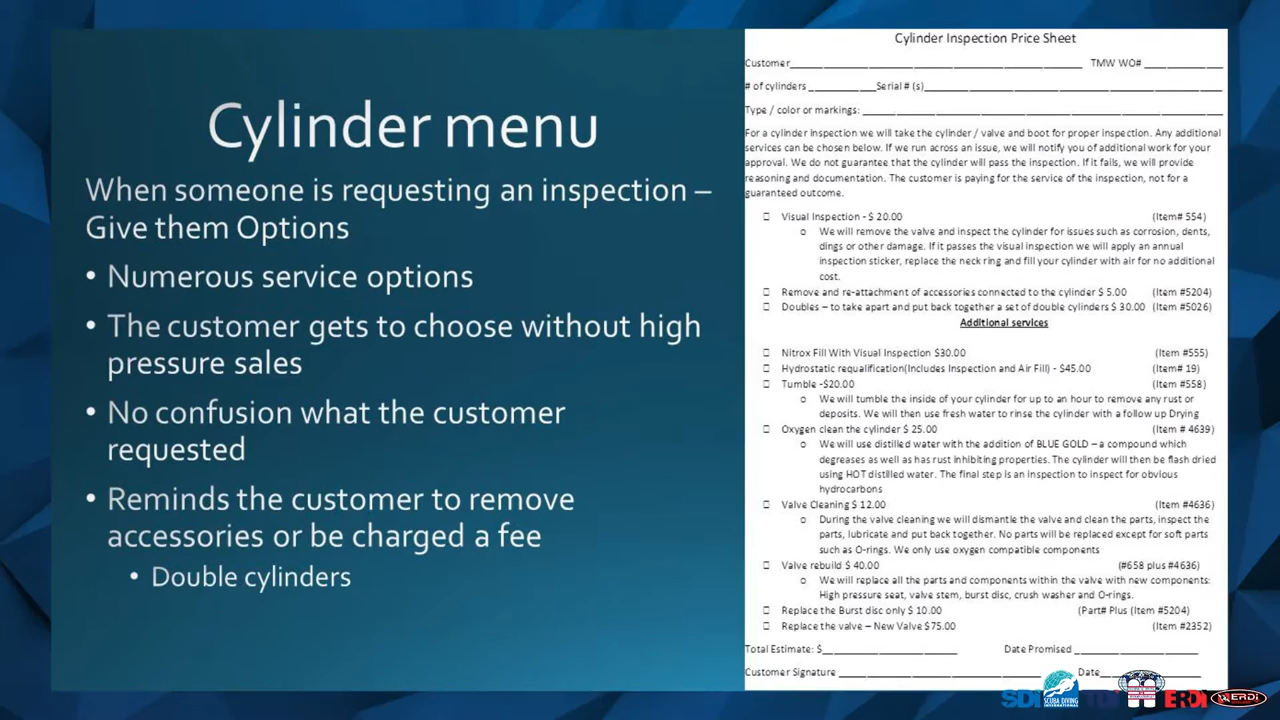 Cylinder menu
When someone is requesting an inspection –
Give them Options
• Numerous service options
• The customer gets to choose without high
pressure sales
• No confusion what the customer
requested
• Reminds the customer to remove
accessories or be charged a fee
• Double cylinders
Cylinder Inspection Price Sheet
Customer____ TMW WO# ____
# of cylinders ____ Serial # (s)____
Type / color or markings: ____
For a cylinder inspection we will take the cylinder / valve and boot for proper inspection. Any additional
services can be chosen below. If we run across an issue, we will notify you of additional work for your
approval. We do not guarantee that the cylinder will pass the inspection. If it fails, we will provide
reasoning and documentation. The customer is paying for the service of the inspection, not for a
guaranteed outcome.
□ Visual Inspection - $ 20.00 (Item# 554)
o We will remove the valve and inspect the cylinder for issues such as corrosion, dents,
dings or other damage. If it passes the visual inspection we will apply an annual
inspection sticker, replace the neck ring and fill your cylinder with air for no additional
cost.
□ Remove and re-attachment of accessories connected to the cylinder $ 5.00 (Item #5204)
□ Doubles – to take apart and put back together a set of double cylinders $ 30.00 (Item #5026)
Additional services
□ Nitrox Fill With Visual Inspection $30.00 (Item #555)
□ Hydrostatic requalification(Includes Inspection and Air Fill) - $45.00 (Item# 19)
□ Tumble -$20.00 (Item #558)
o We will tumble the inside of your cylinder for up to an hour to remove any rust or
deposits. We will then use fresh water to rinse the cylinder with a follow up Drying
□ Oxygen clean the cylinder $ 25.00 (Item # 4639)
o We will use distilled water with the addition of BLUE GOLD – a compound which
degreases as well as has rust inhibiting properties. The cylinder will then be flash dried
using HOT distilled water. The final step is an inspection to inspect for obvious
hydrocarbons
□ Valve Cleaning $ 12.00 (Item #4636)
o During the valve cleaning we will dismantle the valve and clean the parts, inspect the
parts, lubricate and put back together. No parts will be replaced except for soft parts
such as O-rings. We only use oxygen compatible components
□ Valve rebuild $ 40.00 (#658 plus #4636)
o We will replace all the parts and components within the valve with new components:
High pressure seat, valve stem, burst disc, crush washer and O-rings.
□ Replace the Burst disc only $ 10.00 (Part# Plus (Item #5204)
□ Replace the valve – New Valve $75.00 (Item #2352)
Total Estimate: $____ Date Promised ____
Customer Signature ____ Date____
SDI SCUBA DIVING INTERNATIONAL TDI ERDI ERDI